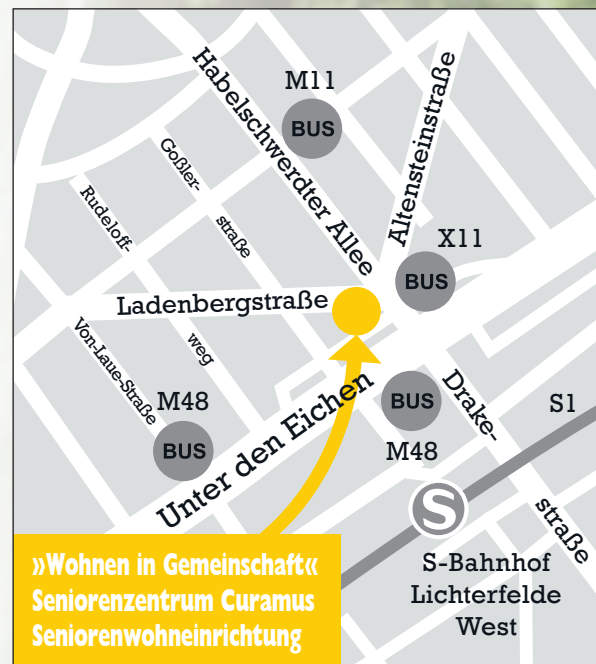 M11
BUS
Habelschwerdter Allee
Altensteinstraße
Goßler-
straße
Rudeloff-
weg
X11
BUS
Ladenbergstraße
Von-Laue-Straße
M48
BUS
Unter den Eichen
BUS
M48
Drake-
straße
S1
S
S-Bahnhof
Lichterfelde
West
»Wohnen in Gemeinschaft«
Seniorenzentrum Curamus
Seniorenwohneinrichtung